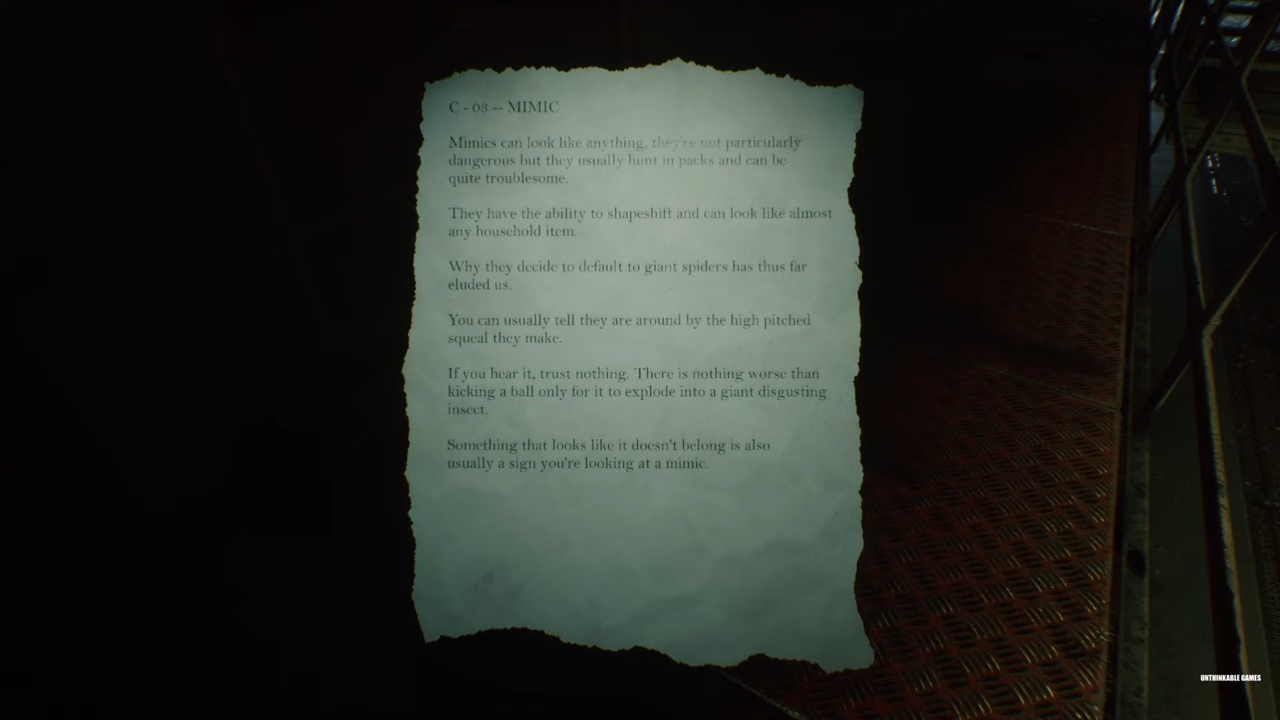 C - 03 – MIMIC
Mimics can look like anything, they're not particularly
dangerous but they usually hunt in packs and can be
quite troublesome.
They have the ability to shapeshift and can look like almost
any household item.
Why they decide to default to giant spiders has thus far
eluded us.
You can usually tell they are around by the high pitched
squeal they make.
If you hear it, trust nothing. There is nothing worse than
kicking a ball only for it to explode into a giant disgusting
insect.
Something that looks like it doesn't belong is also
usually a sign you're looking at a mimic.
UNTHINKABLE GAMES